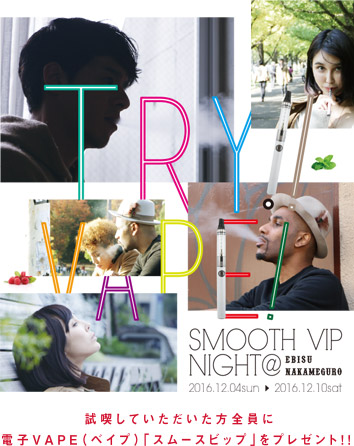 TRY!
VAPE!
SMOOTH VIP
NIGHT@ EBISU
NAKAMEGURO
2016.12.04sun ▶ 2016.12.10sat
試喫していただいた方全員に
電子VAPE(ベイプ)「スムースビップ」をプレゼント!!